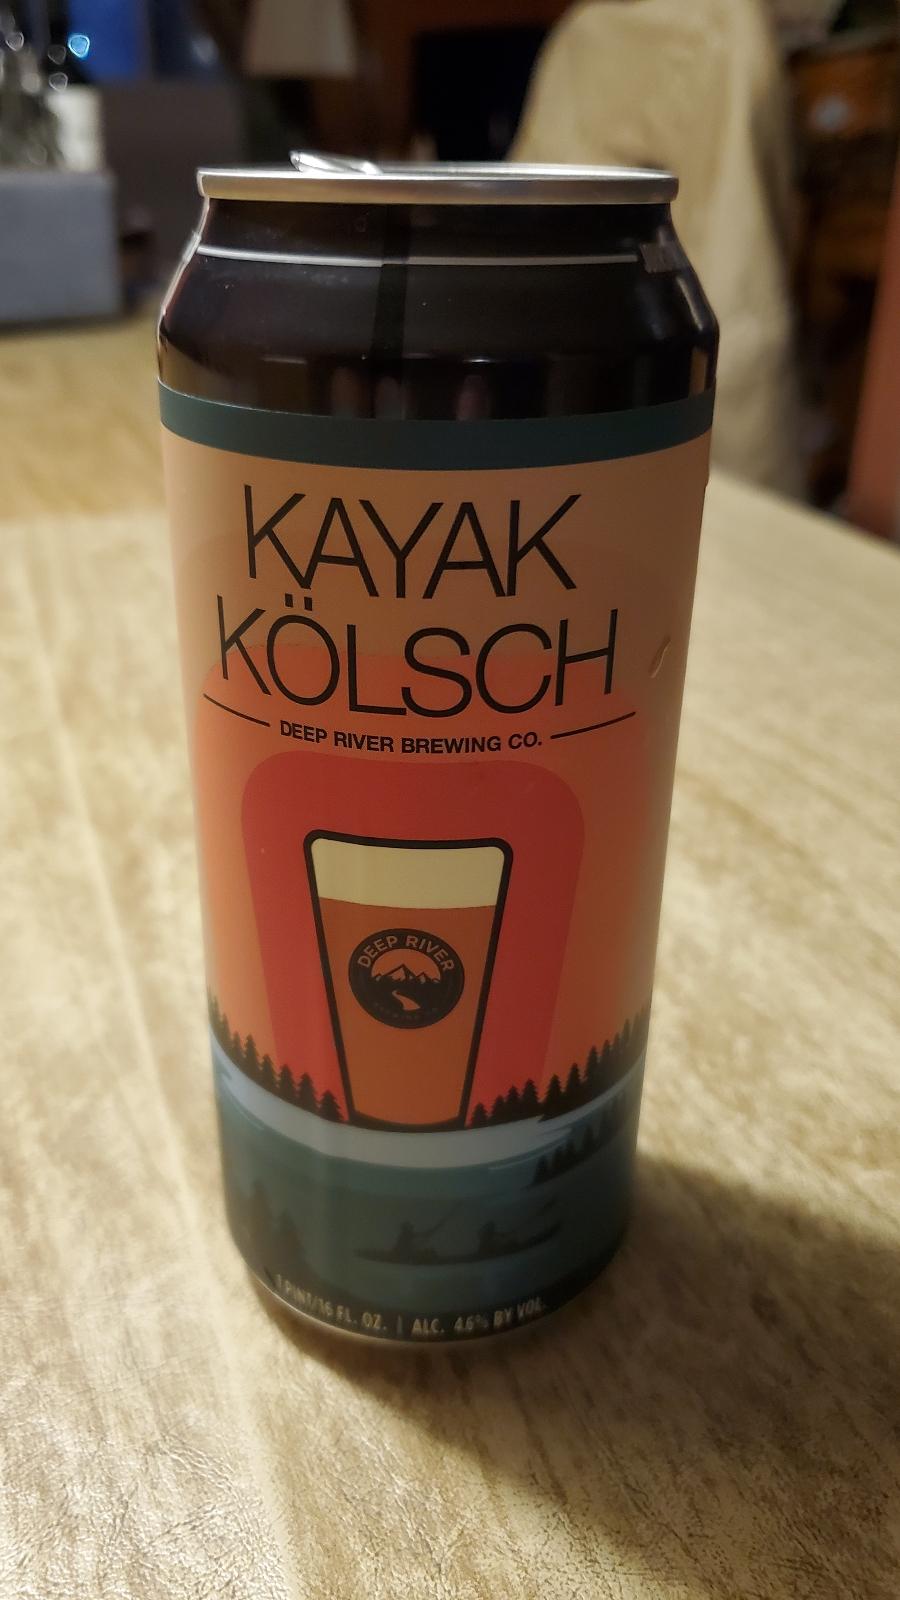 KAYAK
KÖLSCH
DEEP RIVER BREWING CO.
DEEP RIVER
1 PINT/16 FL. OZ. | ALC. 4.6% BY VOL.